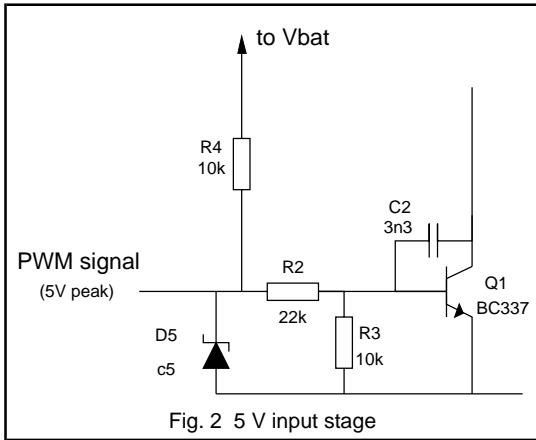 to Vbat
R4
10k
C2
3n3
PWM signal
(5V peak)
R2
22k
Q1
BC337
R3
10k
D5
c5
Fig. 2 5 V input stage